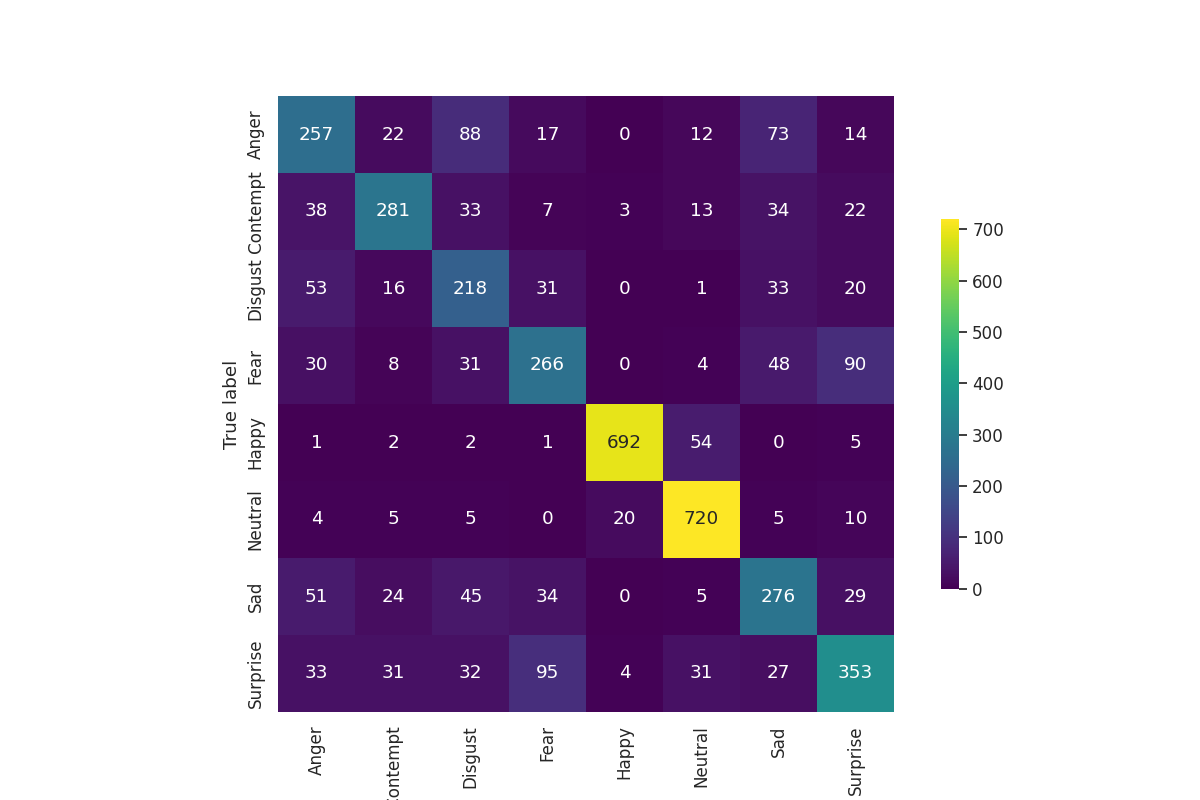 Anger 257 22 88 17 0 12 73 14
Contempt 38 281 33 7 3 13 34 22
Disgust 53 16 218 31 0 1 33 20
Fear 30 8 31 266 0 4 48 90
Happy 1 2 2 1 692 54 0 5
Neutral 4 5 5 0 20 720 5 10
Sad 51 24 45 34 0 5 276 29
Surprise 33 31 32 95 4 31 27 353
True label
Anger ontempt Disgust Fear Happy Neutral Sad Surprise
700
600
500
400
300
200
100
0